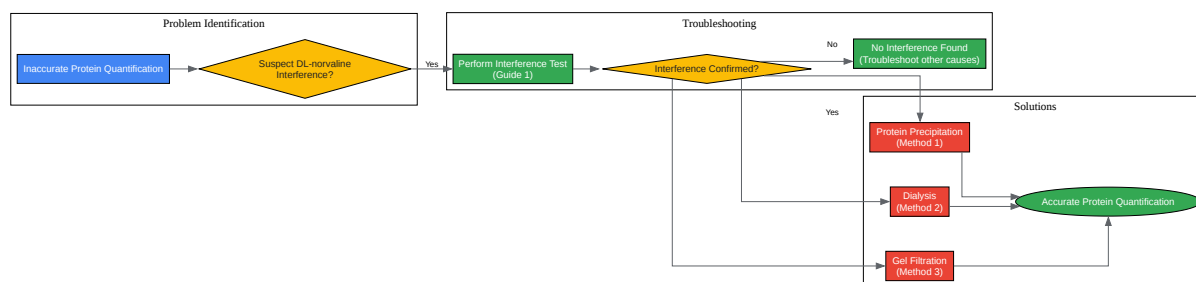 Problem Identification
Inaccurate Protein Quantification
Suspect DL-norvaline
Interference?
Yes
Troubleshooting
Perform Interference Test
(Guide 1)
Interference Confirmed?
No
No Interference Found
(Troubleshoot other causes)
Yes
Solutions
Protein Precipitation
(Method 1)
Dialysis
(Method 2)
Gel Filtration
(Method 3)
Accurate Protein Quantification